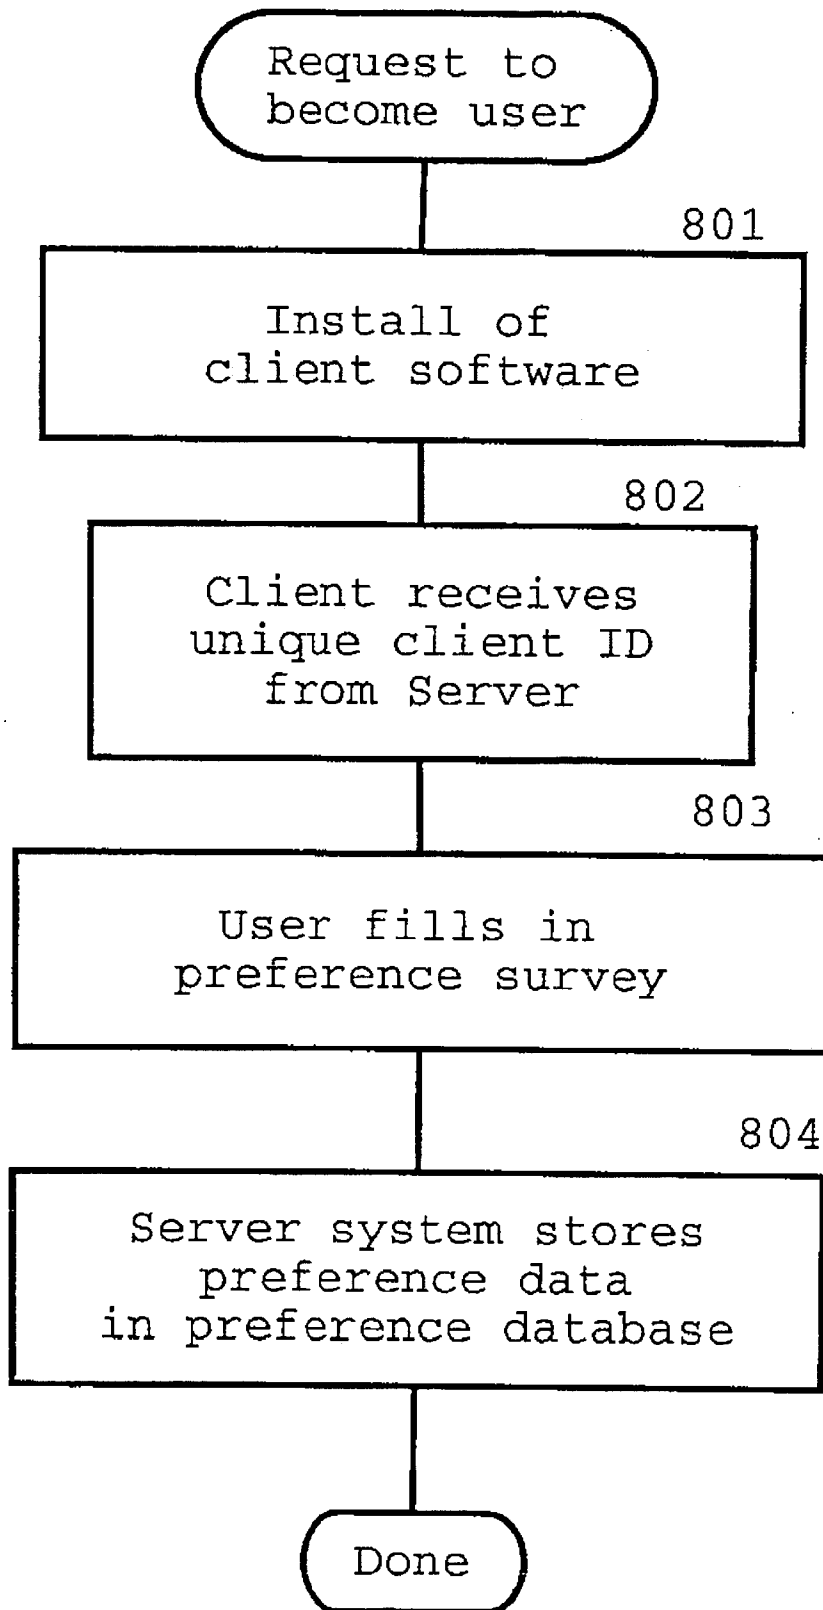 Request to
become user
801
Install of
client software
802
Client receives
unique client ID
from Server
803
User fills in
preference survey
804
Server system stores
preference data
in preference database
Done